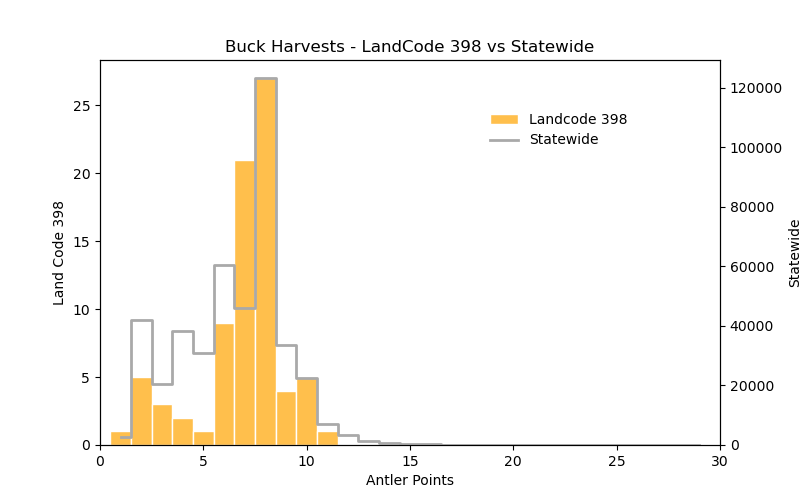 Buck Harvests - LandCode 398 vs Statewide
Land Code 398
25
20
15
10
5
0
Landcode 398
Statewide
120000
100000
80000
60000
40000
20000
0
Statewide
0 5 10 15 20 25 30
Antler Points